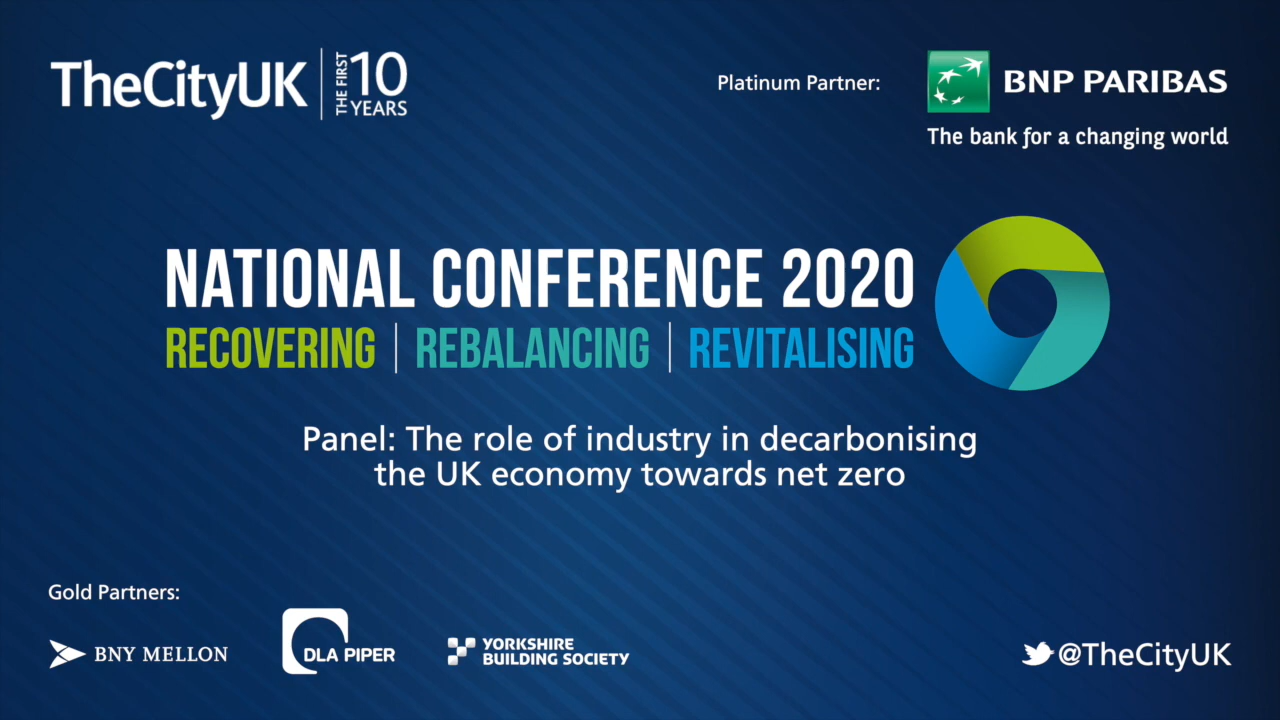 TheCityUK
THE FIRST
10
YEARS
Platinum Partner:
BNP PARIBAS
The bank for a changing world
NATIONAL CONFERENCE 2020
RECOVERING | REBALANCING | REVITALISING
Panel: The role of industry in decarbonising
the UK economy towards net zero
Gold Partners:
BNY MELLON
DLA PIPER
YORKSHIRE
BUILDING SOCIETY
@TheCityUK